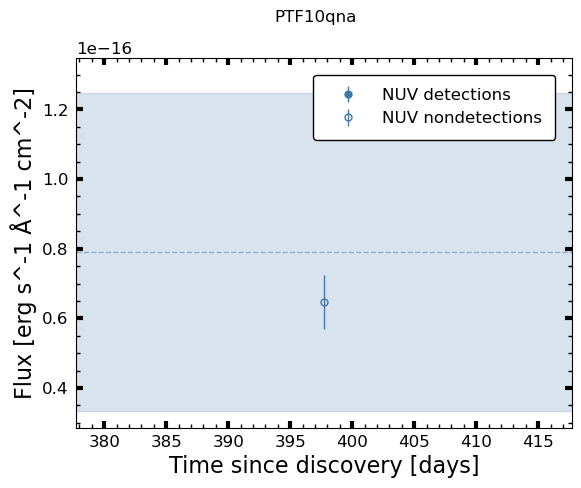 PTF10qna
1e−16
NUV detections
NUV nondetections
1.2
1.0
0.8
0.6
0.4
Flux [erg s^-1 Å^-1 cm^-2]
380 385 390 395 400 405 410 415
Time since discovery [days]